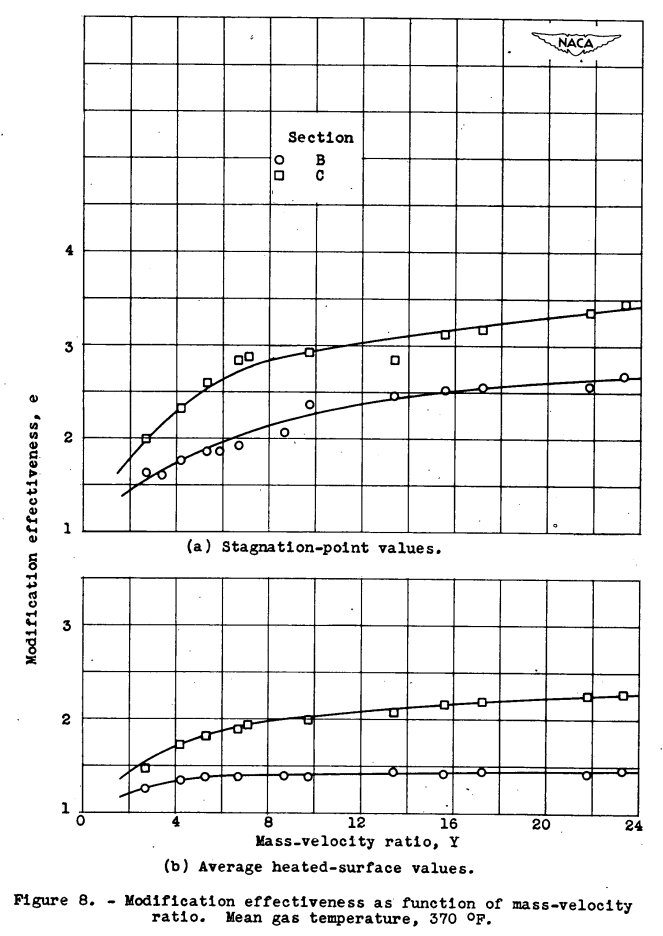 NACA
Section
B
C
4
3
2
1
(a) Stagnation-point values.
Modification effectiveness, e
3
2
1
0 4 8 12 16 20 24
Mass-velocity ratio, Y
(b) Average heated-surface values.
Figure 8. - Modification effectiveness as function of mass-velocity
ratio. Mean gas temperature, 370 °F.